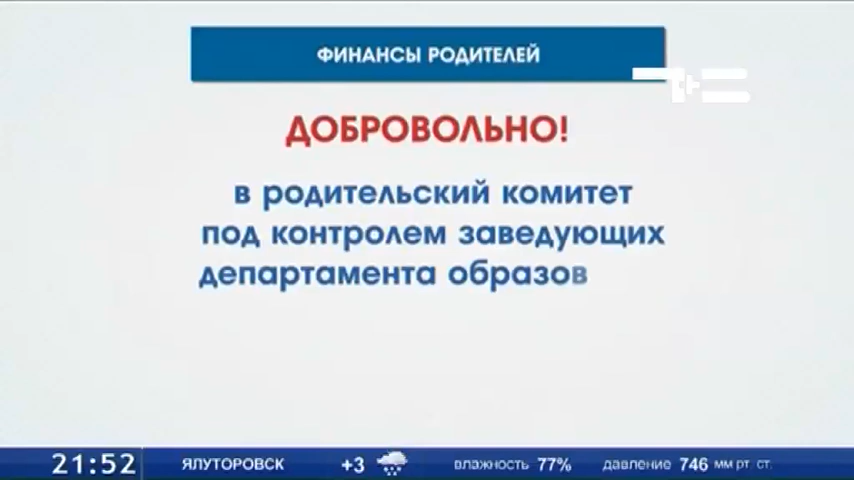 ФИНАНСЫ РОДИТЕЛЕЙ
ДОБРОВОЛЬНО!
в родительский комитет
под контролем заведующих
департамента образов
21:52 ЯЛУТОРОВСК +3 влажность 77% давление 746 мм рт. ст.